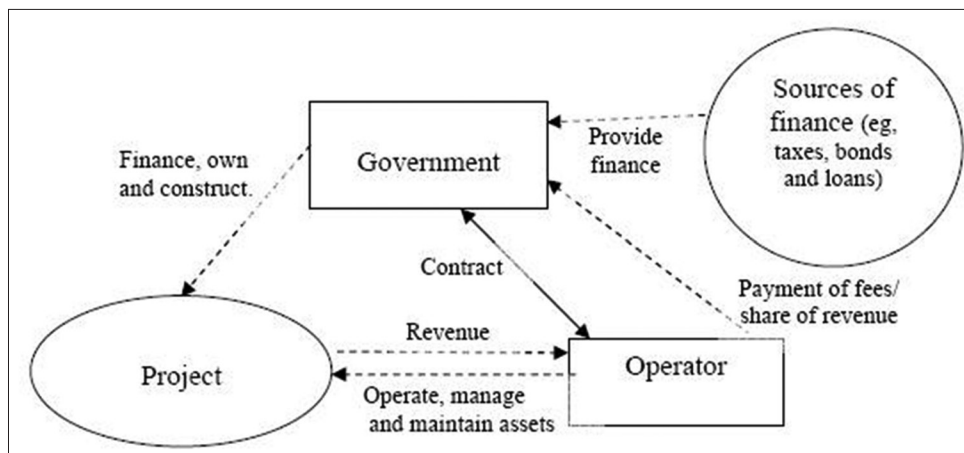 Sources of
finance (eg,
taxes, bonds
and loans)
Provide
finance
Government
Finance, own
and construct.
Contract
Payment of fees/
share of revenue
Revenue
Project
Operator
Operate, manage
and maintain assets